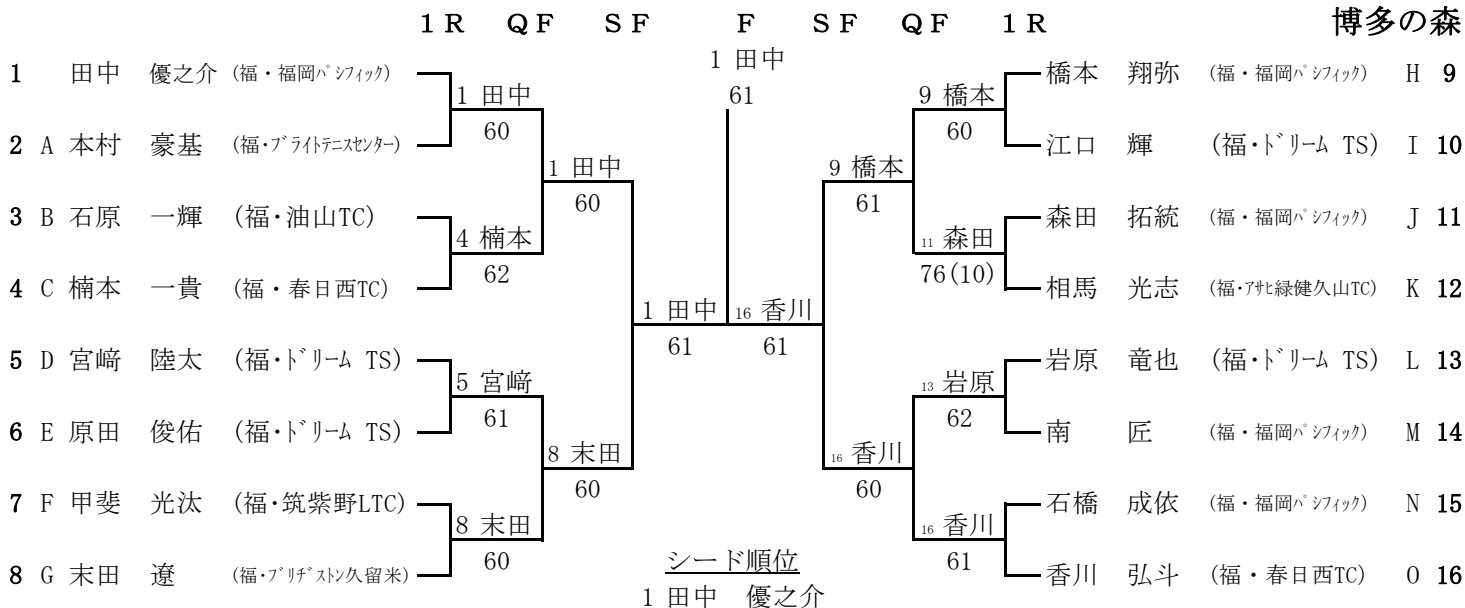 1R QF SF F SF QF 1R 博多の森
1 田中
1 田中 優之介 (福・福岡ﾊﾟｼﾌｨｯｸ) 橋本 翔弥 (福・福岡ﾊﾟｼﾌｨｯｸ) H 9
1 田中 61 9 橋本
60 60
2 A 本村 豪基 (福・ﾌﾞﾗｲﾄﾃﾆｽｾﾝﾀｰ) 江口 輝 (福・ﾄﾞﾘｰﾑ TS) I 10
1 田中 9 橋本
60 61
3 B 石原 一輝 (福・油山TC) 森田 拓統 (福・福岡ﾊﾟｼﾌｨｯｸ) J 11
4 楠本 11 森田
62 76(10)
4 C 楠本 一貴 (福・春日西TC) 相馬 光志 (福・ｱｻﾋ緑健久山TC) K 12
1 田中 16 香川
61 61
5 D 宮﨑 陸太 (福・ﾄﾞﾘｰﾑ TS) 岩原 竜也 (福・ﾄﾞﾘｰﾑ TS) L 13
5 宮﨑 13 岩原
61 62
6 E 原田 俊佑 (福・ﾄﾞﾘｰﾑ TS) 南 匠 (福・福岡ﾊﾟｼﾌｨｯｸ) M 14
8 末田 16 香川
60 60
7 F 甲斐 光汰 (福・筑紫野LTC) 石橋 成依 (福・福岡ﾊﾟｼﾌｨｯｸ) N 15
8 末田 16 香川
60 61
シード順位
8 G 末田 遼 (福・ﾌﾞﾘﾁﾞｽﾄﾝ久留米) 香川 弘斗 (福・春日西TC) O 16
1 田中 優之介